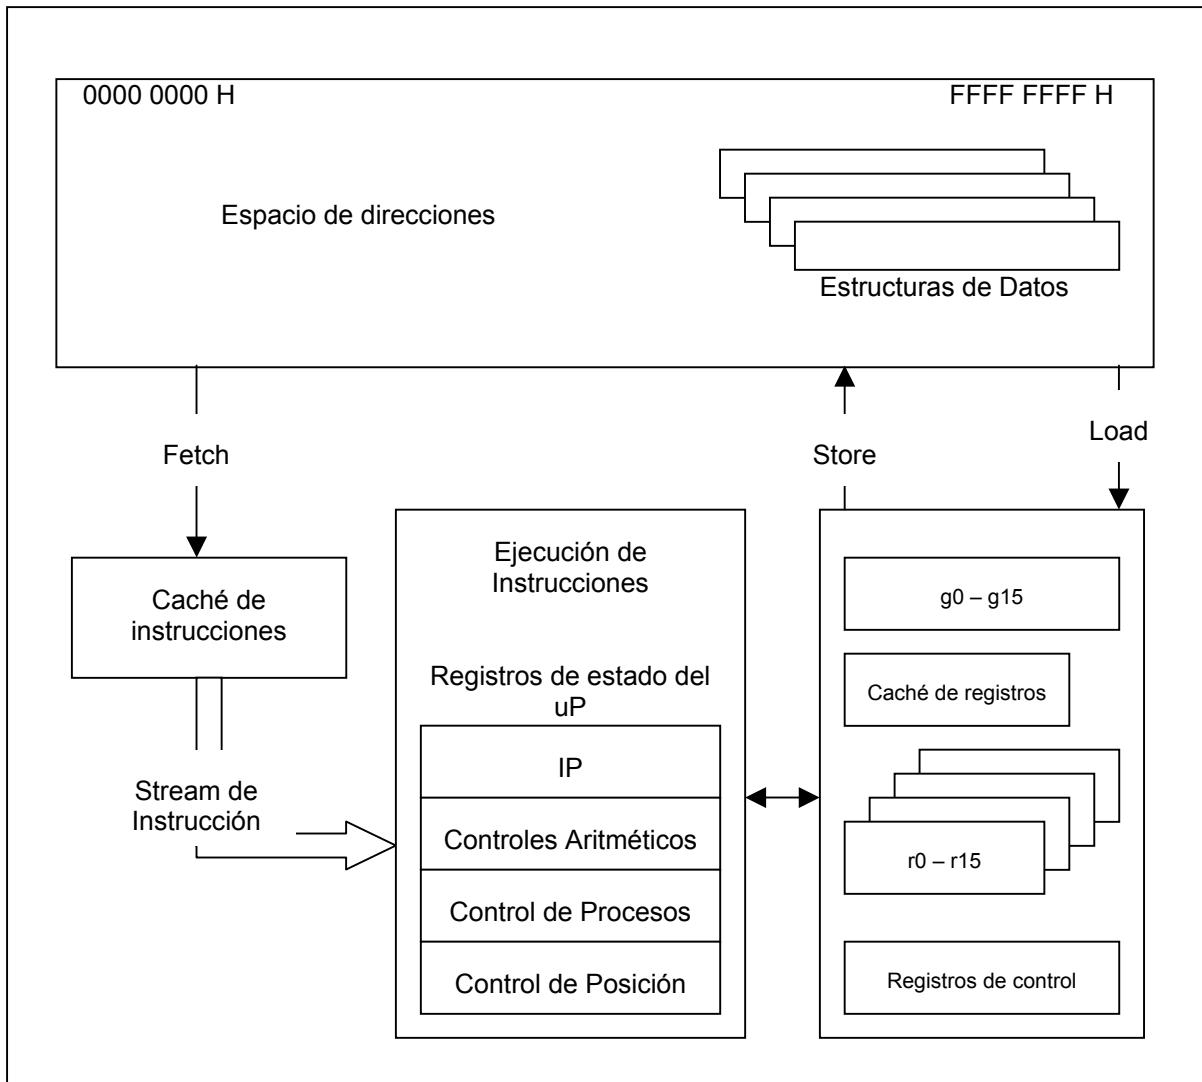 0000 0000 H
FFFF FFFF H
Espacio de direcciones
Estructuras de Datos
Fetch
Store
Load
Caché de
instrucciones
Stream de
Instrucción
Ejecución de
Instrucciones
Registros de estado del
uP
IP
Controles Aritméticos
Control de Procesos
Control de Posición
g0 – g15
Caché de registros
r0 – r15
Registros de control